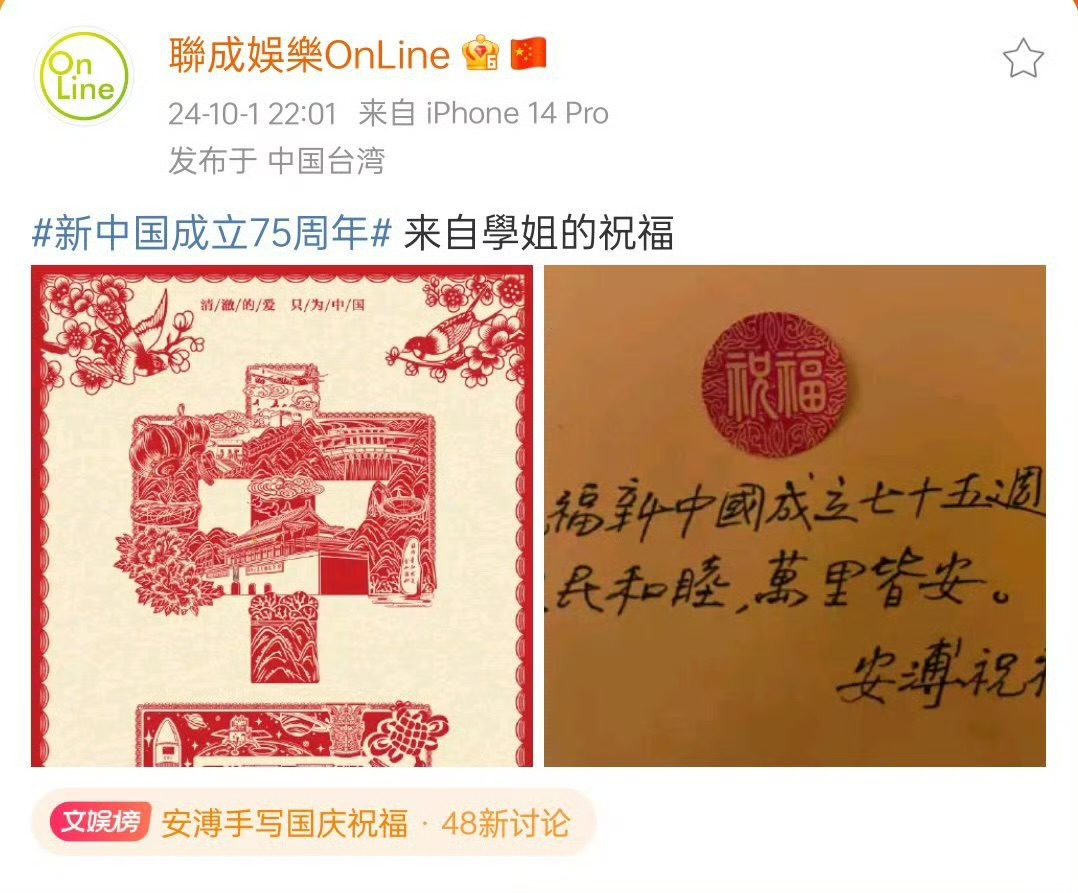 On
Line
聯成娛樂OnLine
24-10-1 22:01 来自 iPhone 14 Pro
发布于 中国台湾
#新中国成立75周年# 来自學姐的祝福
清/澈/的/爱 只/为/中/国
祝福
福新中國成立七十五週
民和睦，萬里皆安。
安溥祝
文娱榜 安溥手写国庆祝福 · 48新讨论